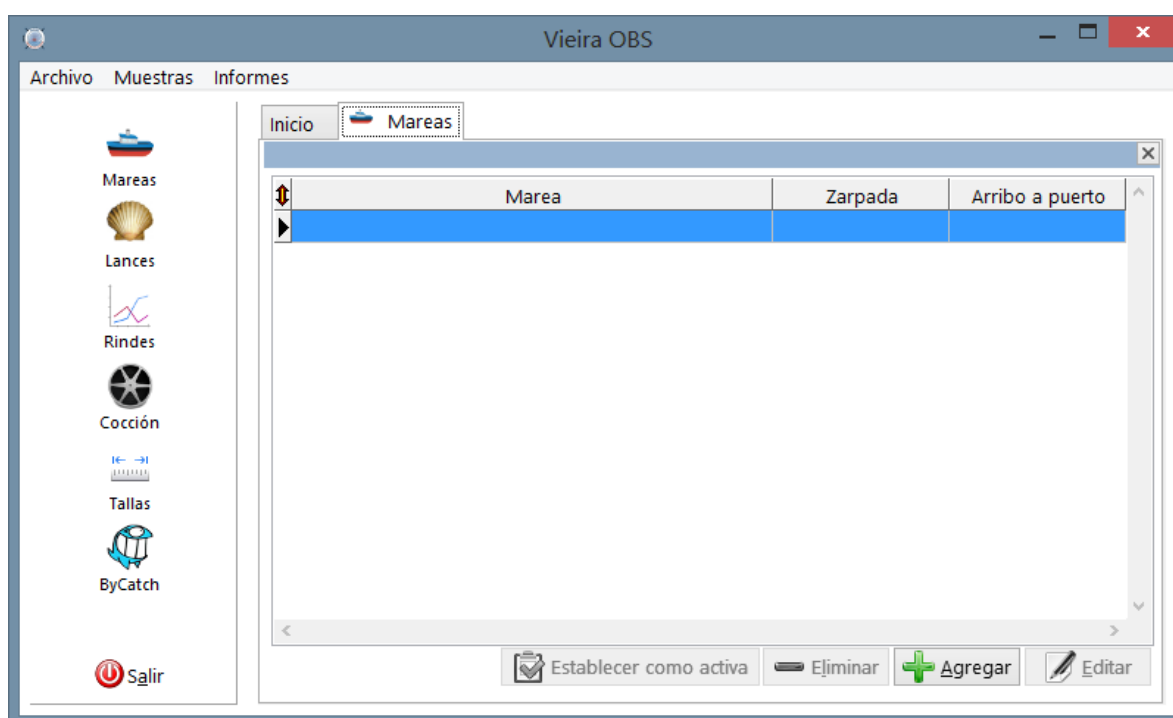 Vieira OBS
Archivo Muestras Informes
Inicio Mareas
Mareas
Lances
Rindes
Cocción
Tallas
ByCatch
Salir
Marea Zarpada Arribo a puerto
Establecer como activa Eliminar Agregar Editar